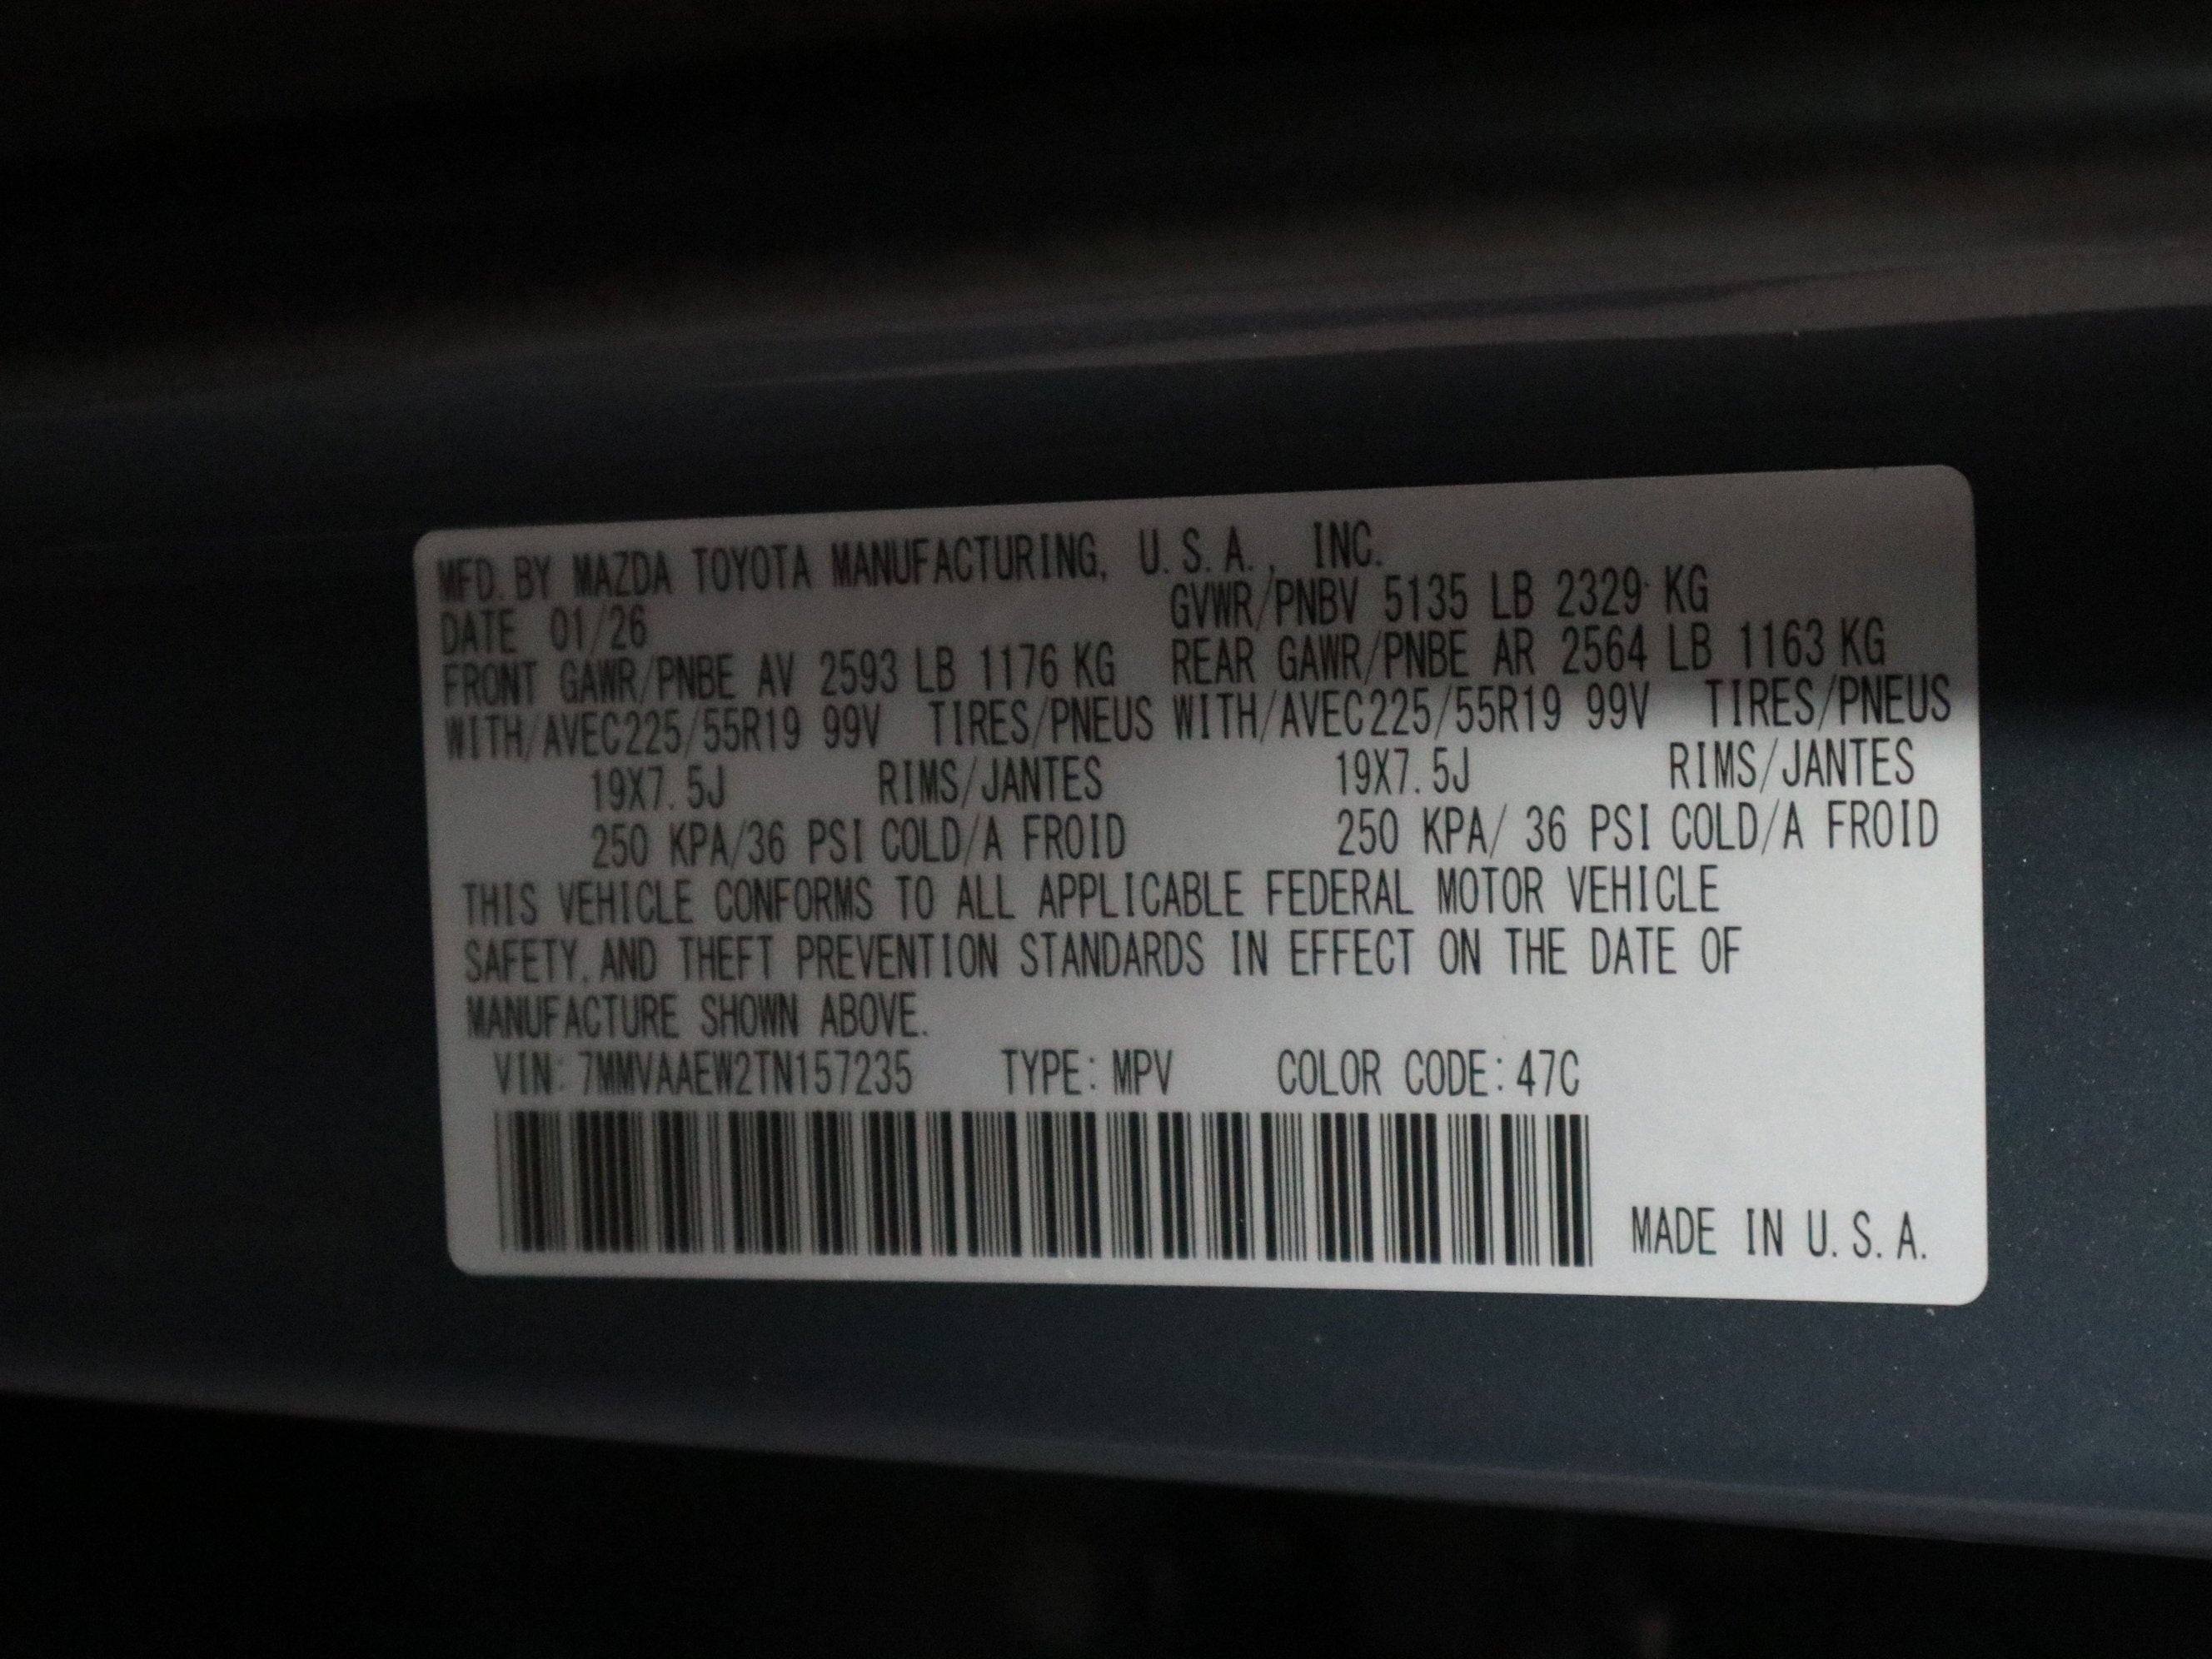 MFD. BY MAZDA TOYOTA MANUFACTURING, U.S.A., INC.
DATE 01/26 GVWR/PNBV 5135 LB 2329 KG
FRONT GAWR/PNBE AV 2593 LB 1176 KG REAR GAWR/PNBE AR 2564 LB 1163 KG
WITH/AVEC225/55R19 99V TIRES/PNEUS WITH/AVEC225/55R19 99V TIRES/PNEUS
19X7.5J RIMS/JANTES 19X7.5J RIMS/JANTES
250 KPA/36 PSI COLD/A FROID 250 KPA/ 36 PSI COLD/A FROID
THIS VEHICLE CONFORMS TO ALL APPLICABLE FEDERAL MOTOR VEHICLE
SAFETY, AND THEFT PREVENTION STANDARDS IN EFFECT ON THE DATE OF
MANUFACTURE SHOWN ABOVE.
VIN: 7MMVAAEW2TN157235 TYPE: MPV COLOR CODE: 47C
MADE IN U.S.A.